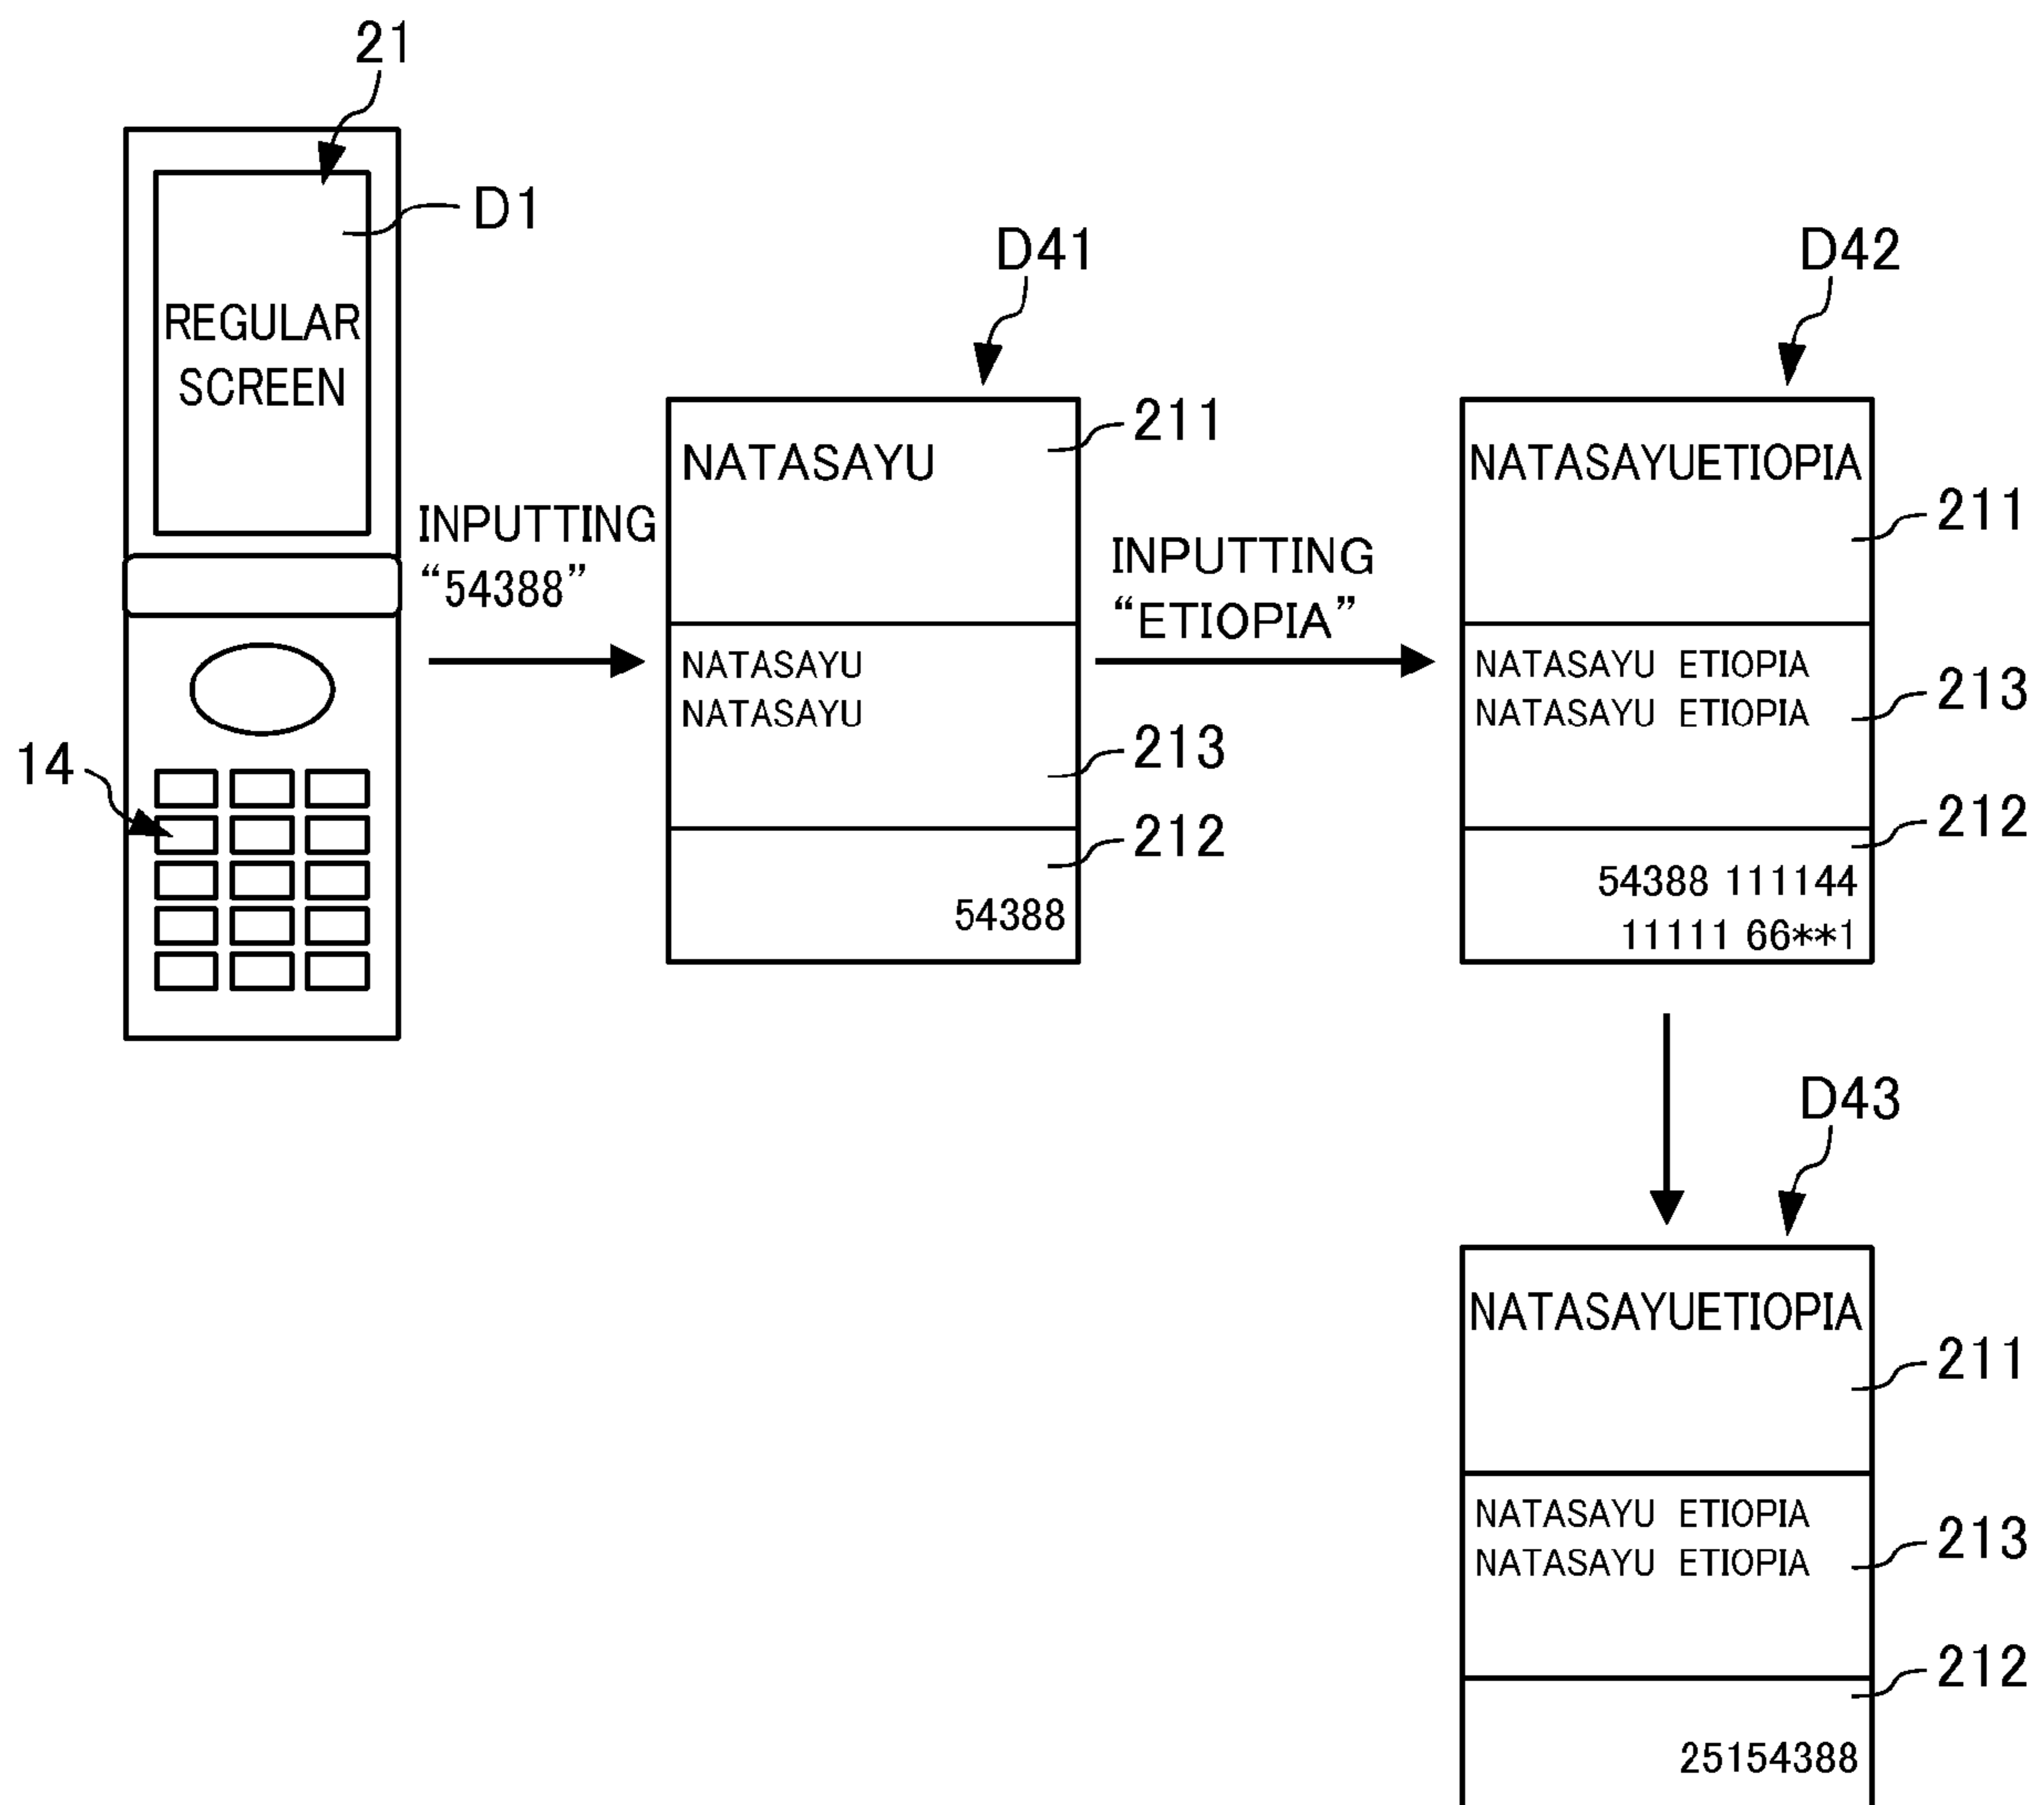 21
D1
REGULAR
SCREEN
14
INPUTTING
“54388”
D41
NATASAYU
211
NATASAYU
NATASAYU
213
212
54388
INPUTTING
“ETIOPIA”
D42
NATASAYUETIOPIA
211
NATASAYU ETIOPIA
NATASAYU ETIOPIA
213
212
54388 111144
11111 66**1
D43
NATASAYUETIOPIA
211
NATASAYU ETIOPIA
NATASAYU ETIOPIA
213
212
25154388